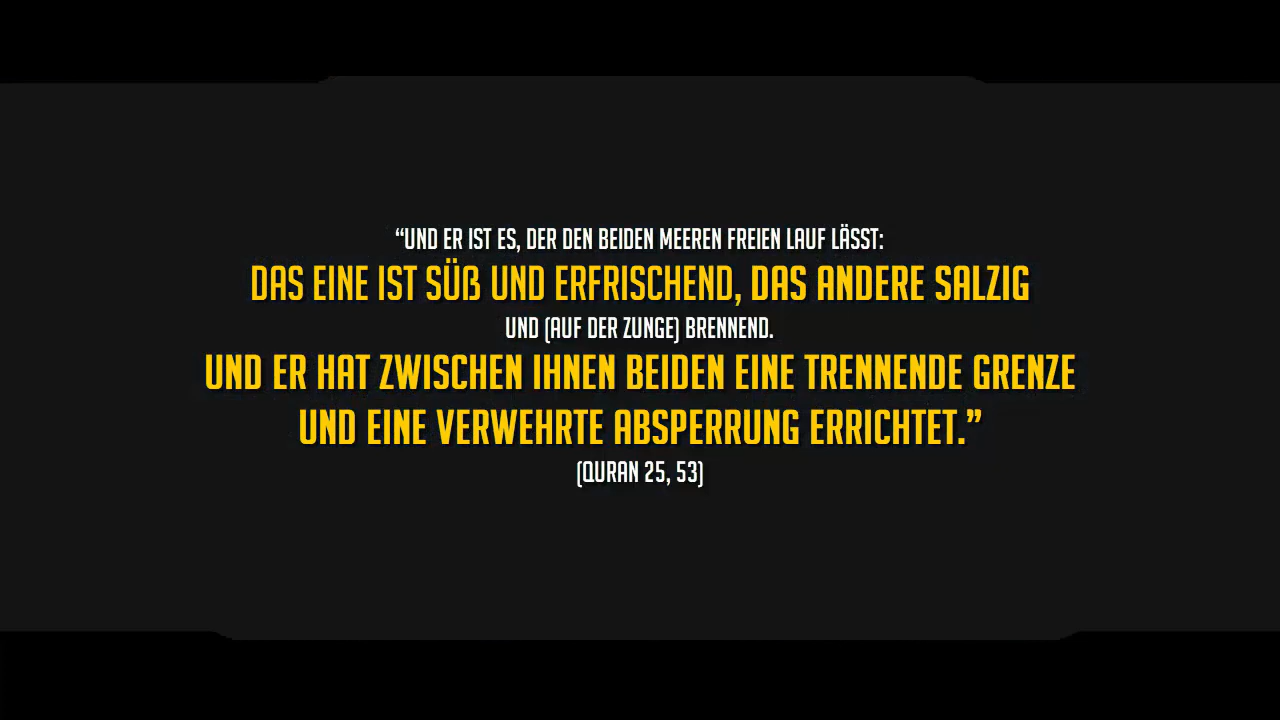 “UND ER IST ES, DER DEN BEIDEN MEEREN FREIEN LAUF LÄSST:
DAS EINE IST SÜß UND ERFRISCHEND, DAS ANDERE SALZIG
UND (AUF DER ZUNGE) BRENNEND.
UND ER HAT ZWISCHEN IHNEN BEIDEN EINE TRENNENDE GRENZE
UND EINE VERWEHRTE ABSPERRUNG ERRICHTET.”
(QURAN 25, 53)